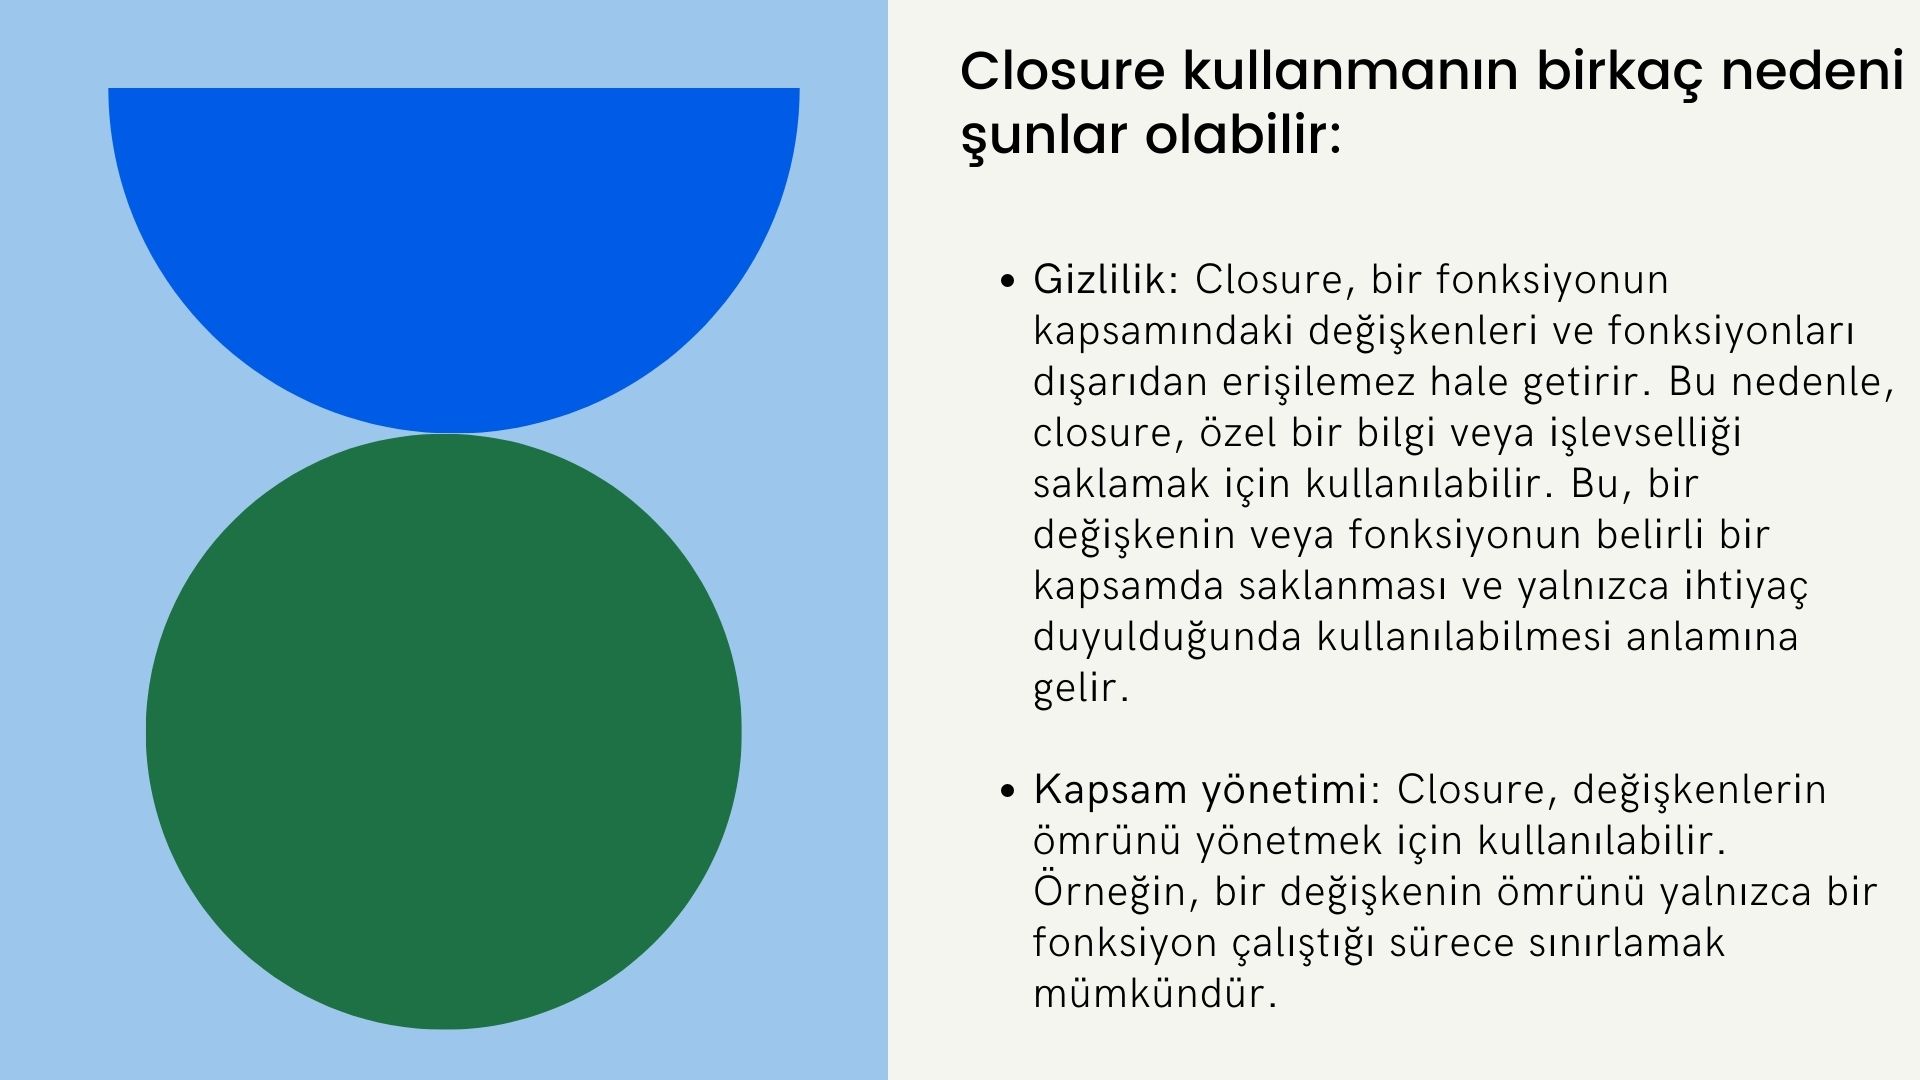 Closure kullanmanın birkaç nedeni
şunlar olabilir:
• Gizlilik: Closure, bir fonksiyonun
kapsamındaki değişkenleri ve fonksiyonları
dışarıdan erişilemez hale getirir. Bu nedenle,
closure, özel bir bilgi veya işlevselliği
saklamak için kullanılabilir. Bu, bir
değişkenin veya fonksiyonun belirli bir
kapsamda saklanması ve yalnızca ihtiyaç
duyulduğunda kullanılabilmesi anlamına
gelir.
• Kapsam yönetimi: Closure, değişkenlerin
ömrünü yönetmek için kullanılabilir.
Örneğin, bir değişkenin ömrünü yalnızca bir
fonksiyon çalıştığı sürece sınırlamak
mümkündür.